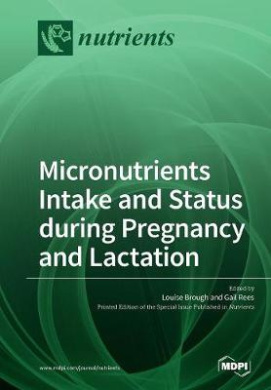 nutrients
Micronutrients
Intake and Status
during Pregnancy
and Lactation
Edited by
Louise Brough and Gail Rees
Printed Edition of the Special Issue Published in Nutrients
www.mdpi.com/journal/nutrients
MDPI